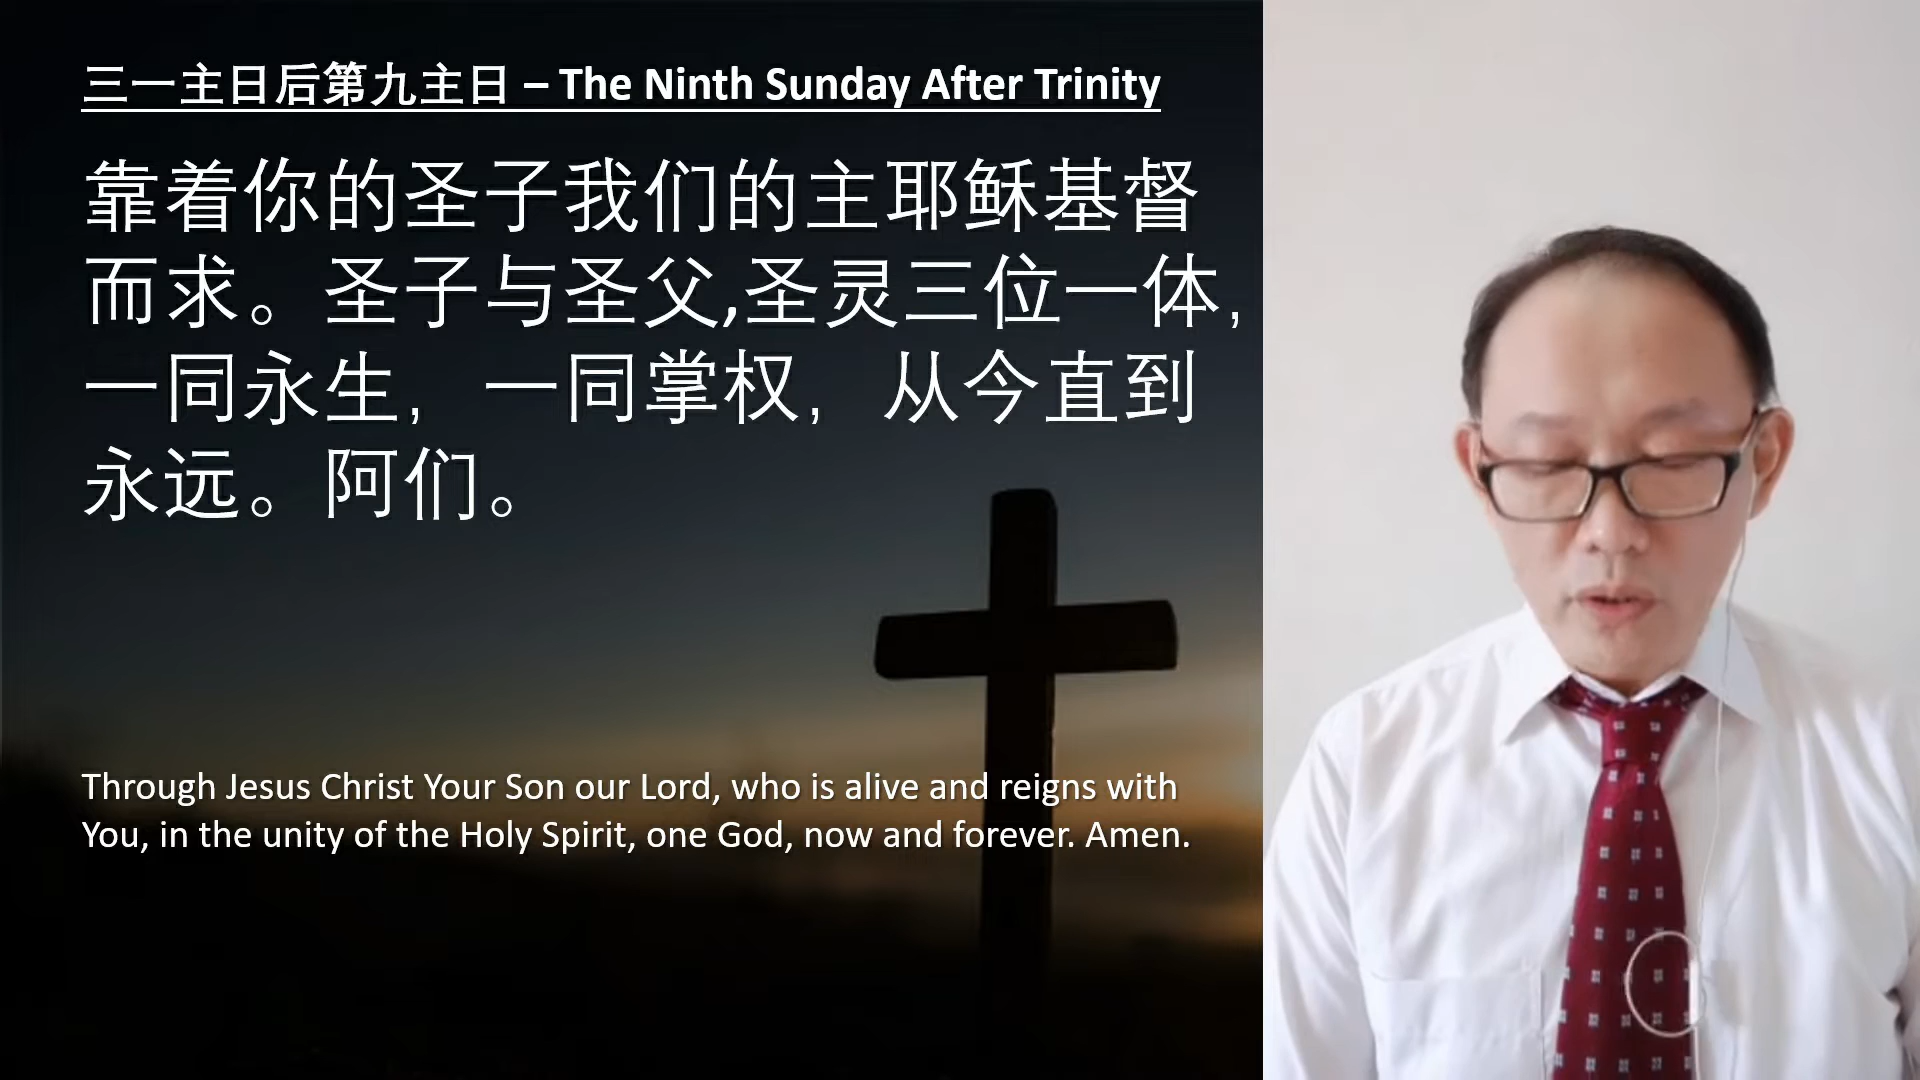 三一主日后第九主日 – The Ninth Sunday After Trinity
靠着你的圣子我们的主耶稣基督
而求。圣子与圣父,圣灵三位一体，
一同永生，一同掌权，从今直到
永远。阿们。
Through Jesus Christ Your Son our Lord, who is alive and reigns with
You, in the unity of the Holy Spirit, one God, now and forever. Amen.